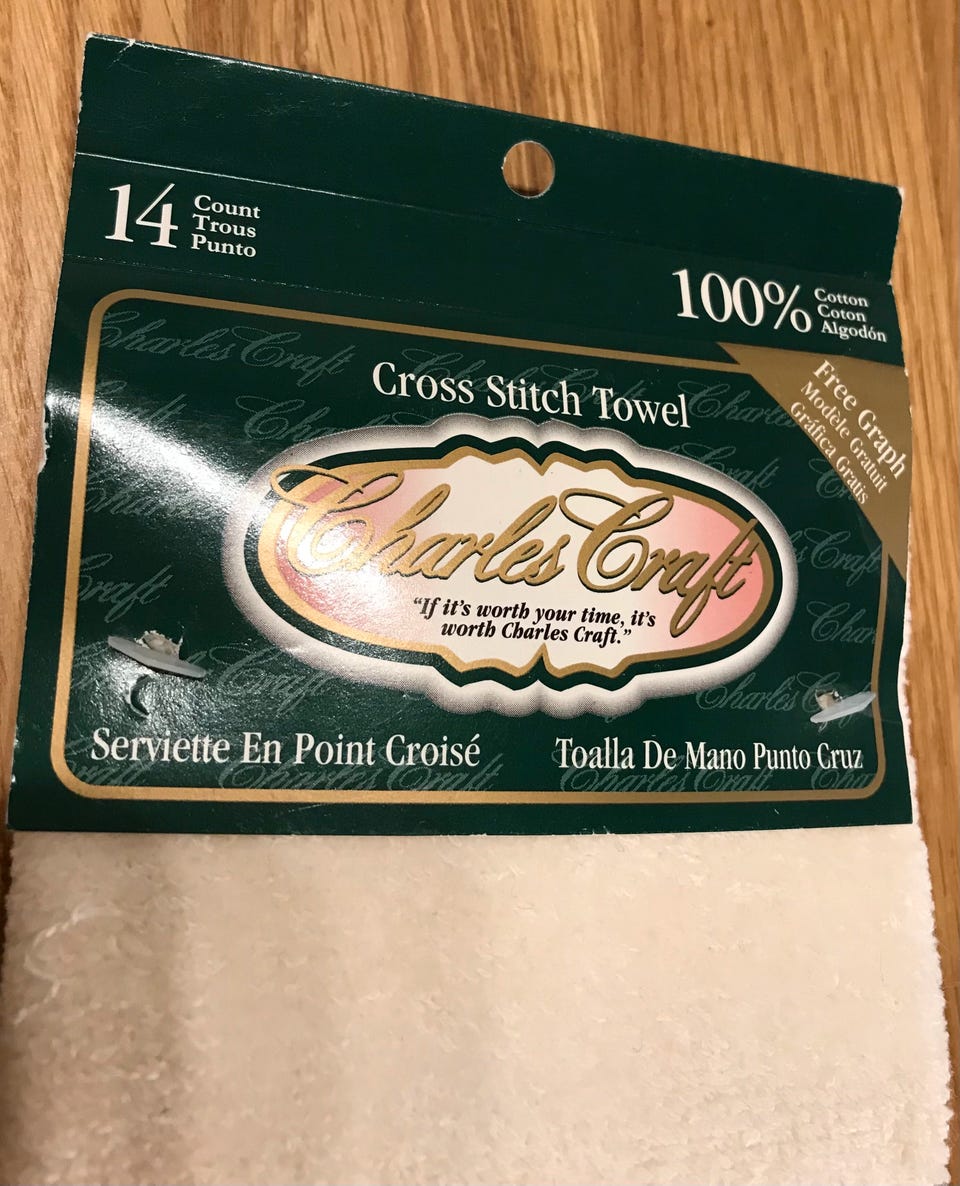 14
Count
Trous
Punto
100%
Cotton
Coton
Algodón
Free Graph
Modèle Gratuit
Gráfica Gratis
Cross Stitch Towel
Charles Craft
“If it’s worth your time, it’s
worth Charles Craft.”
Serviette En Point Croisé
Toalla De Mano Punto Cruz